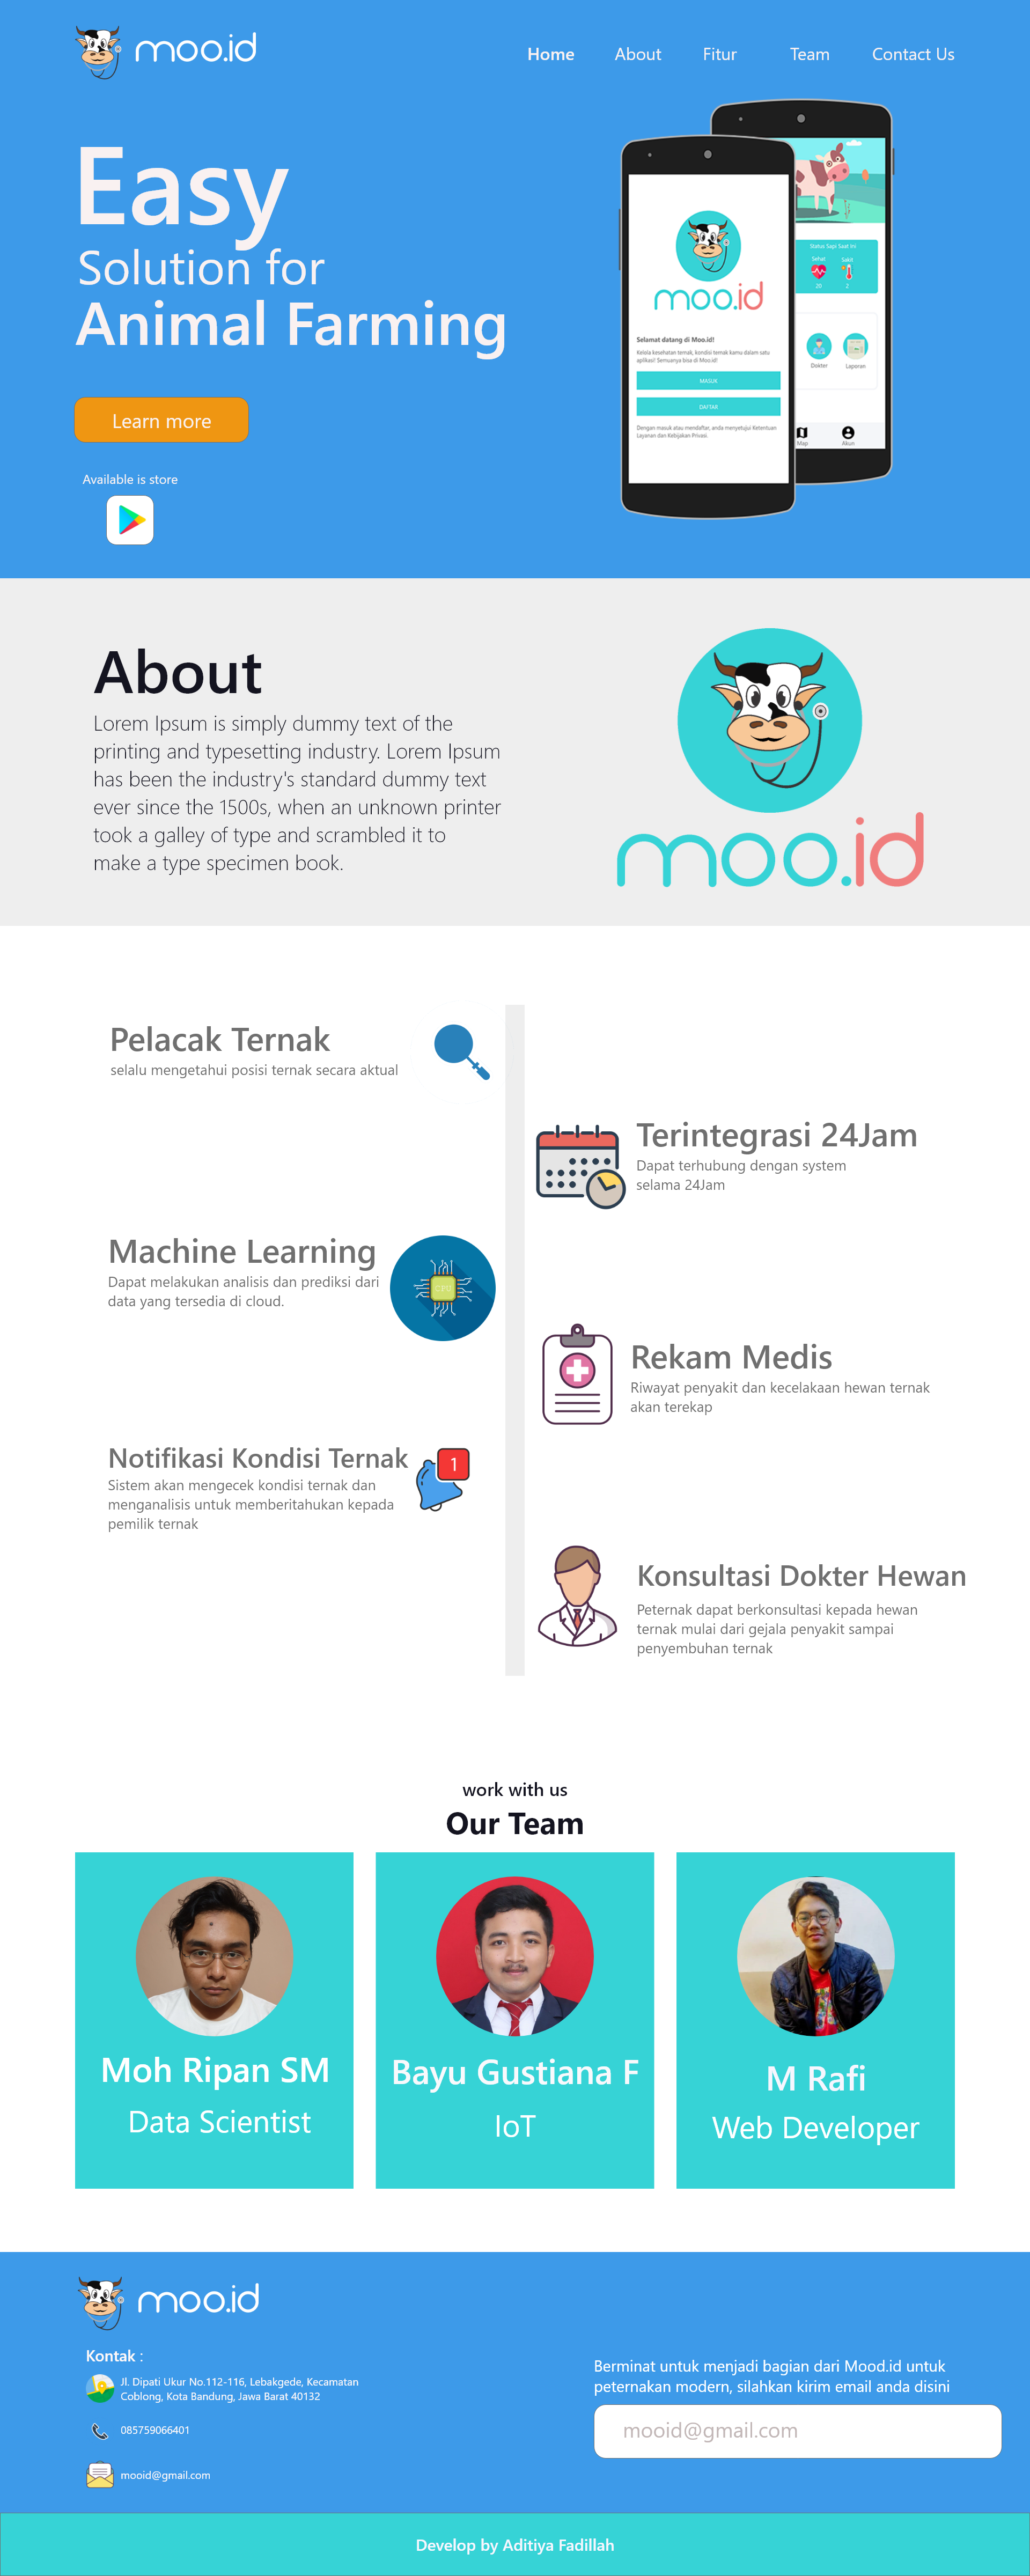 moo.id
Home About Fitur Team Contact Us
Easy
Solution for
Animal Farming
Learn more
Available is store
moo.id
Selamat datang di Moo.id!
Kelola kesehatan ternak, kondisi ternak kamu dalam satu
aplikasi? Semuanya bisa di Moo.id!
MASUK
DAFTAR
Dengan masuk atau mendaftar, anda menyetujui Ketentuan
Layanan dan Kebijakan Privasi.
Status Sapi Saat Ini
Sehat Sakit
20 2
Dokter Laporan
Map Akun
About
Lorem Ipsum is simply dummy text of the
printing and typesetting industry. Lorem Ipsum
has been the industry's standard dummy text
ever since the 1500s, when an unknown printer
took a galley of type and scrambled it to
make a type specimen book.
moo.id
Pelacak Ternak
selalu mengetahui posisi ternak secara aktual
Terintegrasi 24Jam
Dapat terhubung dengan system
selama 24Jam
Machine Learning
Dapat melakukan analisis dan prediksi dari
data yang tersedia di cloud.
CPU
Rekam Medis
Riwayat penyakit dan kecelakaan hewan ternak
akan terekap
Notifikasi Kondisi Ternak
1
Sistem akan mengecek kondisi ternak dan
menganalisis untuk memberitahukan kepada
pemilik ternak
Konsultasi Dokter Hewan
Peternak dapat berkonsultasi kepada hewan
ternak mulai dari gejala penyakit sampai
penyembuhan ternak
work with us
Our Team
Moh Ripan SM
Data Scientist
Bayu Gustiana F
IoT
M Rafi
Web Developer
moo.id
Kontak :
Jl. Dipati Ukur No.112-116, Lebakgede, Kecamatan
Coblong, Kota Bandung, Jawa Barat 40132
085759066401
mooid@gmail.com
Berminat untuk menjadi bagian dari Mood.id untuk
peternakan modern, silahkan kirim email anda disini
mooid@gmail.com
Develop by Aditiya Fadillah